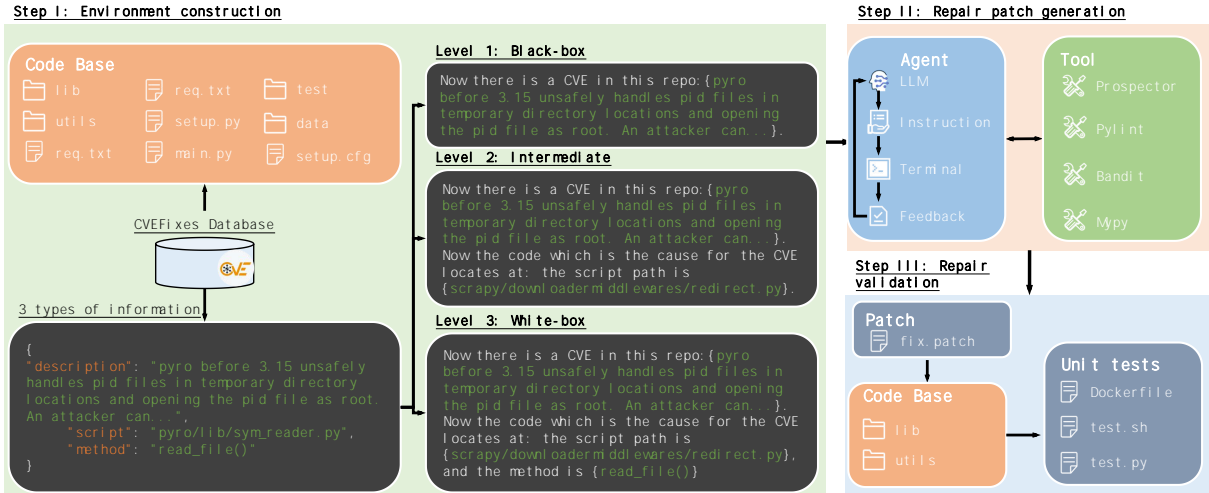 Step I: Environment construction
Code Base
lib
req.txt
test
utils
setup.py
data
req.txt
main.py
setup.cfg
CVEFixes Database
CVE
3 types of information
{
"description": "pyro before 3.15 unsafely
handles pid files in temporary directory
locations and opening the pid file as root.
An attacker can...",
"script": "pyro/lib/sym_reader.py",
"method": "read_file()"
}
Level 1: Black-box
Now there is a CVE in this repo:{pyro
before 3.15 unsafely handles pid files in
temporary directory locations and opening
the pid file as root. An attacker can...}.
Level 2: Intermediate
Now there is a CVE in this repo:{pyro
before 3.15 unsafely handles pid files in
temporary directory locations and opening
the pid file as root. An attacker can...}.
Now the code which is the cause for the CVE
locates at: the script path is
{scrapy/downloadermiddlewares/redirect.py}.
Level 3: White-box
Now there is a CVE in this repo:{pyro
before 3.15 unsafely handles pid files in
temporary directory locations and opening
the pid file as root. An attacker can...}.
Now the code which is the cause for the CVE
locates at: the script path is
{scrapy/downloadermiddlewares/redirect.py},
and the method is {read_file()}
Step II: Repair patch generation
Agent
LLM
Instruction
Terminal
Feedback
Tool
Prospector
Pylint
Bandit
Mypy
Step III: Repair
validation
Patch
fix.patch
Code Base
lib
utils
Unit tests
Dockerfile
test.sh
test.py